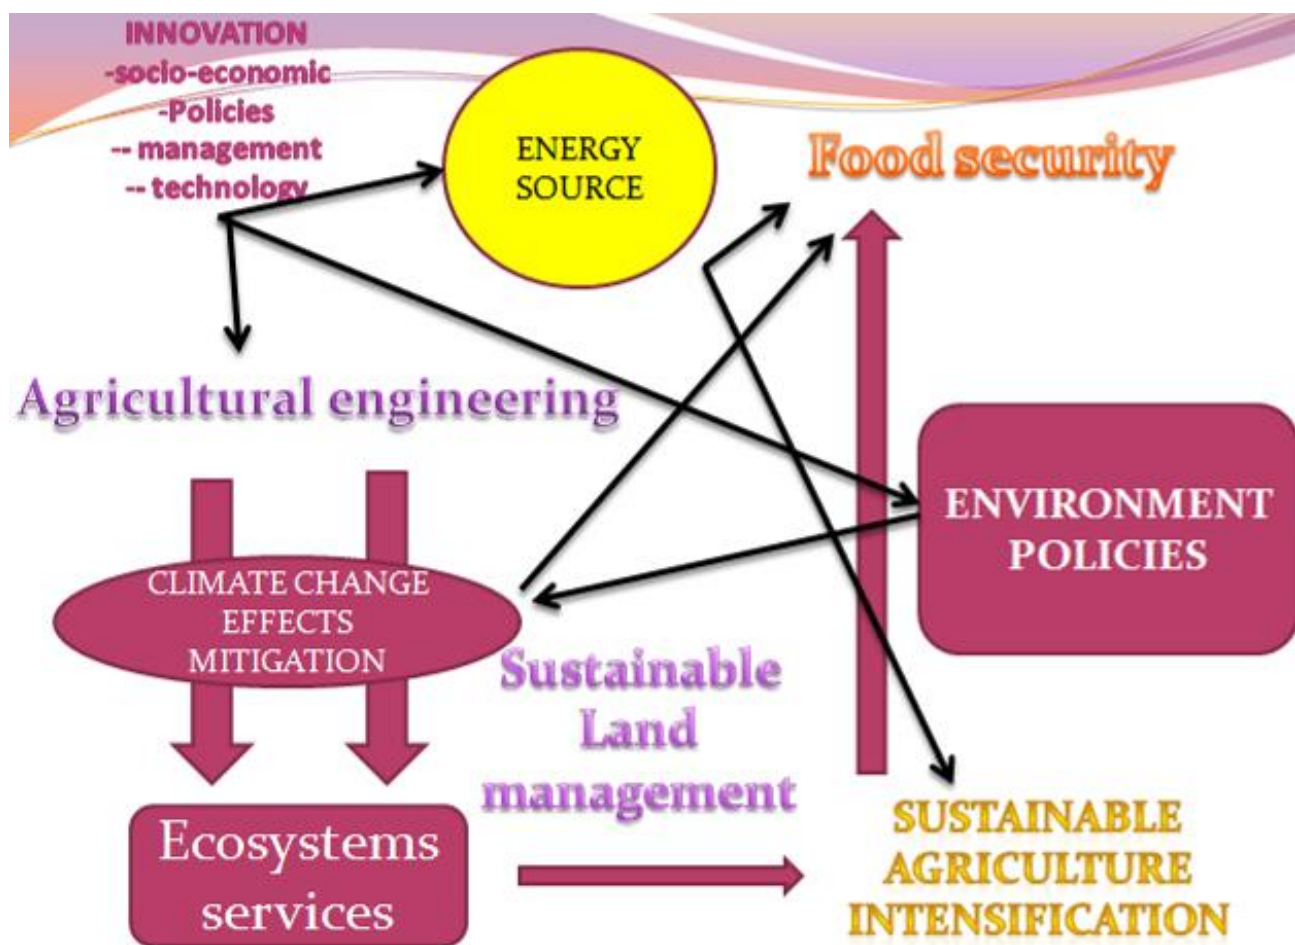 INNOVATION
-socio-economic
-Policies
-- management
-- technology
ENERGY
SOURCE
Food security
Agricultural engineering
ENVIRONMENT
POLICIES
CLIMATE CHANGE
EFFECTS
MITIGATION
Sustainable
Land
management
Ecosystems
services
SUSTAINABLE
AGRICULTURE
INTENSIFICATION